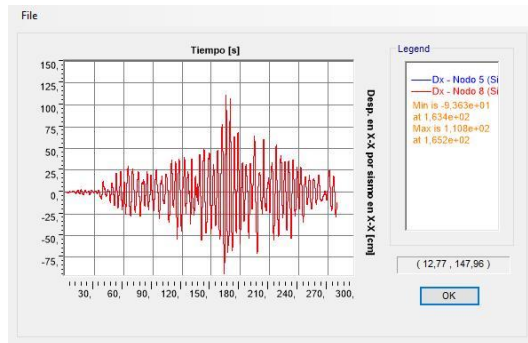 File
Tiempo [s]
150,
125,
100,
75,
50,
25,
0,
-25,
-50,
-75,
30, 60, 90, 120, 150, 180, 210, 240, 270, 300,
Desp. en X-X por sismo en X-X [cm]
Legend
Dx - Nodo 5 (Si
Dx - Nodo 8 (Si
Min is -9,363e+01
at 1,634e+02
Max is 1,108e+02
at 1,652e+02
( 12,77 , 147,96 )
OK